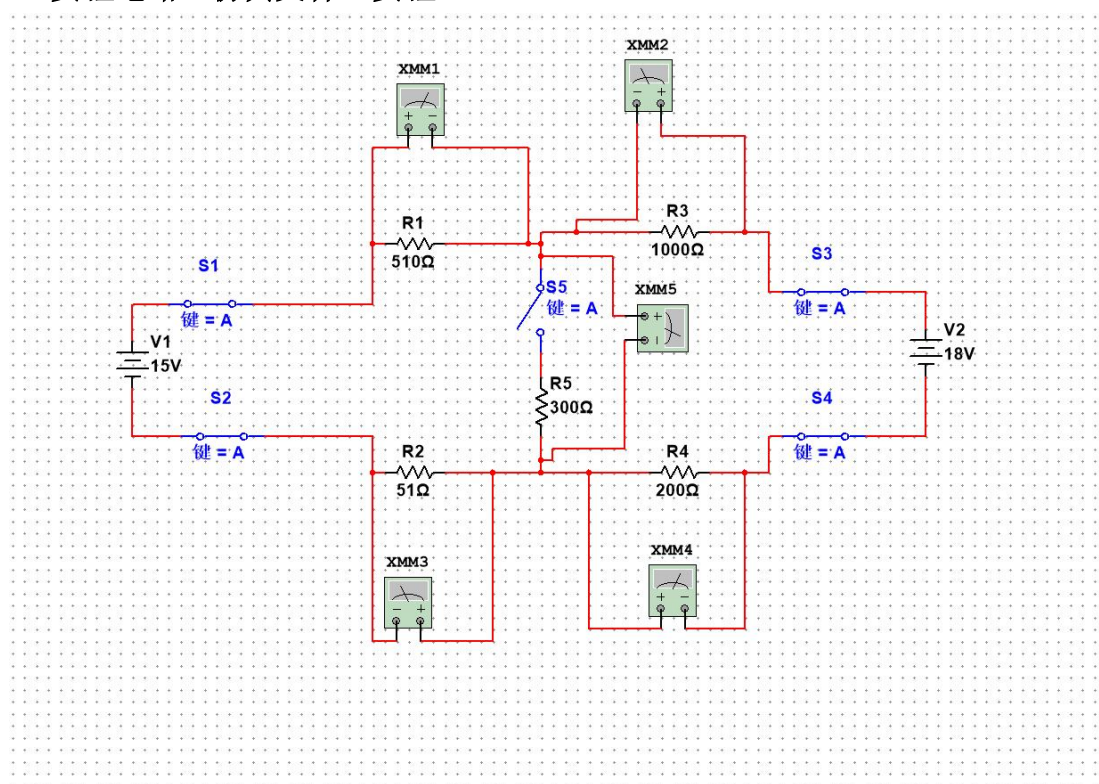 XMM2
XMM1
R1
510Ω
R3
1000Ω
S1
键 = A
S3
键 = A
S5
键 = A
XMM5
V1
15V
V2
18V
S2
键 = A
R5
300Ω
S4
键 = A
R2
51Ω
R4
200Ω
XMM3
XMM4